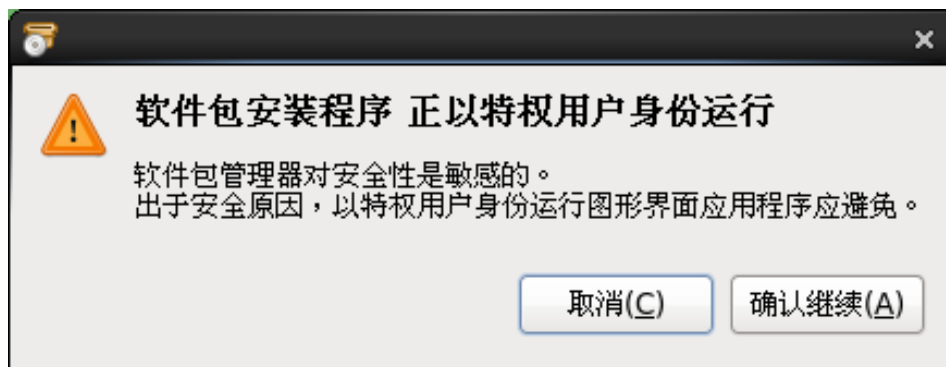 软件包安装程序 正以特权用户身份运行
软件包管理器对安全性是敏感的。
出于安全原因，以特权用户身份运行图形界面应用程序应避免。
取消(C) 确认继续(A)